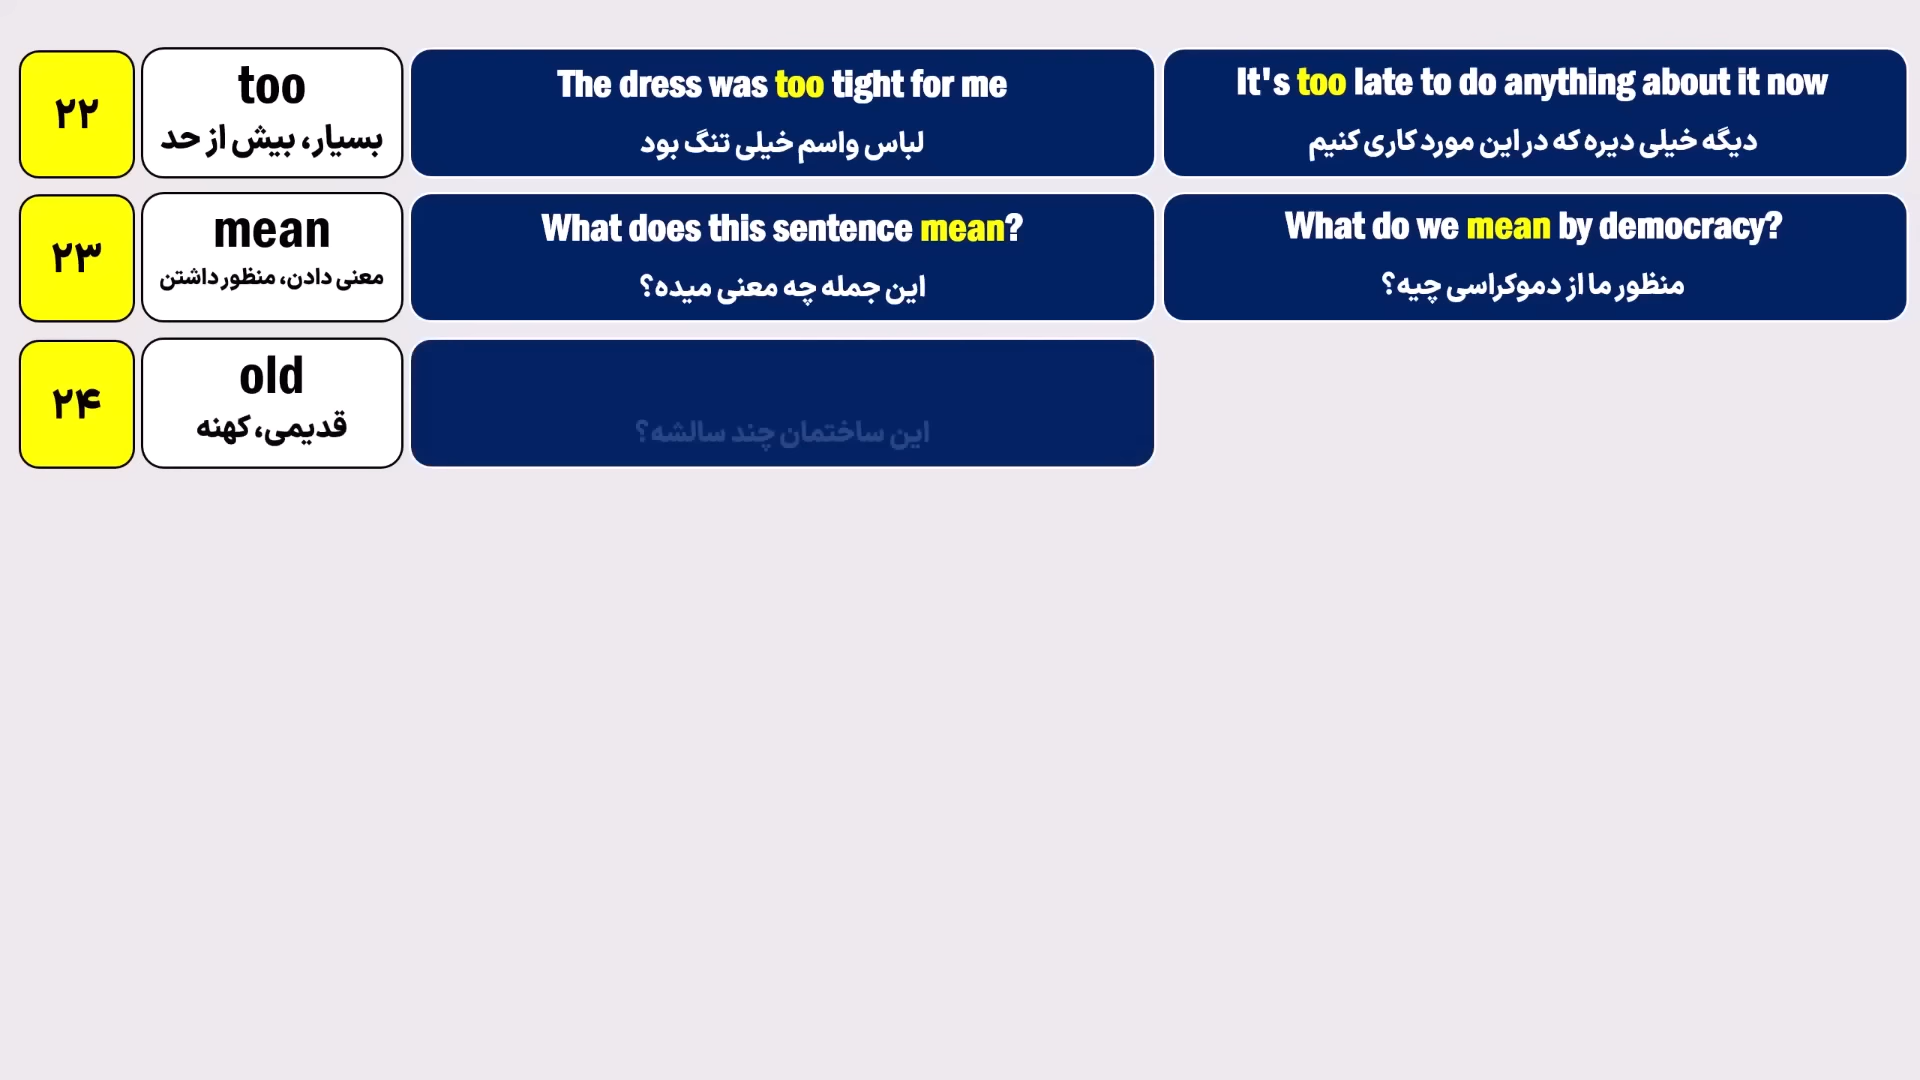 ۲۲
too
بسیار، بیش از حد
The dress was too tight for me
لباس واسم خیلی تنگ بود
It's too late to do anything about it now
دیگه خیلی دیره که در این مورد کاری کنیم
۲۳
mean
معنی دادن، منظور داشتن
What does this sentence mean?
این جمله چه معنی میده؟
What do we mean by democracy?
منظور ما از دموکراسی چیه؟
۲۴
old
قدیمی، کهنه
این ساختمان چند سالشه؟